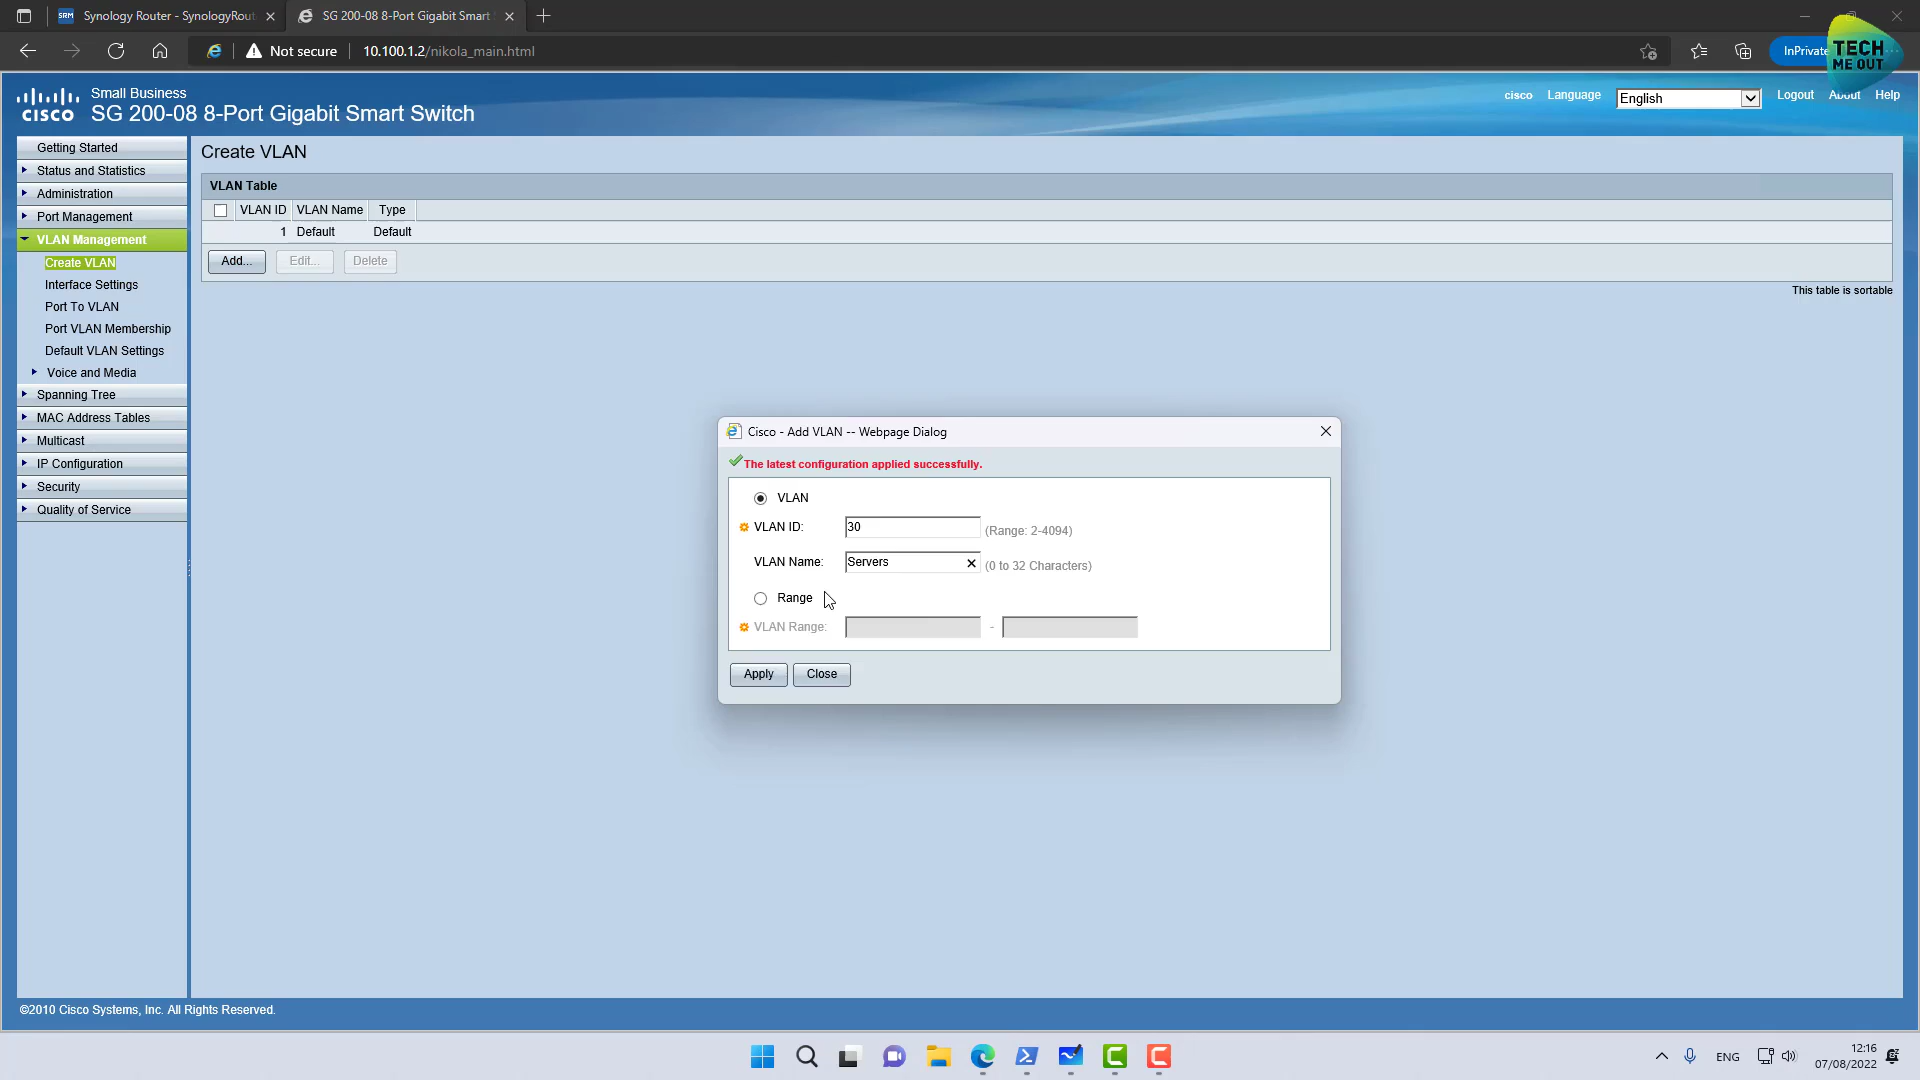 SRM Synology Router - SynologyRout
SG 200-08 8-Port Gigabit Smart
Not secure
10.100.1.2/nikola_main.html
InPrivate
TECH
ME OUT
Small Business
cisco
SG 200-08 8-Port Gigabit Smart Switch
cisco Language English Logout About Help
Getting Started
Status and Statistics
Administration
Port Management
VLAN Management
Create VLAN
Interface Settings
Port To VLAN
Port VLAN Membership
Default VLAN Settings
Voice and Media
Spanning Tree
MAC Address Tables
Multicast
IP Configuration
Security
Quality of Service
Create VLAN
VLAN Table
VLAN ID VLAN Name Type
1 Default Default
Add... Edit... Delete
This table is sortable
Cisco - Add VLAN -- Webpage Dialog
The latest configuration applied successfully.
VLAN
VLAN ID: 30 (Range: 2-4094)
VLAN Name: Servers (0 to 32 Characters)
Range
VLAN Range: -
Apply Close
©2010 Cisco Systems, Inc. All Rights Reserved.
ENG
12:16
07/08/2022